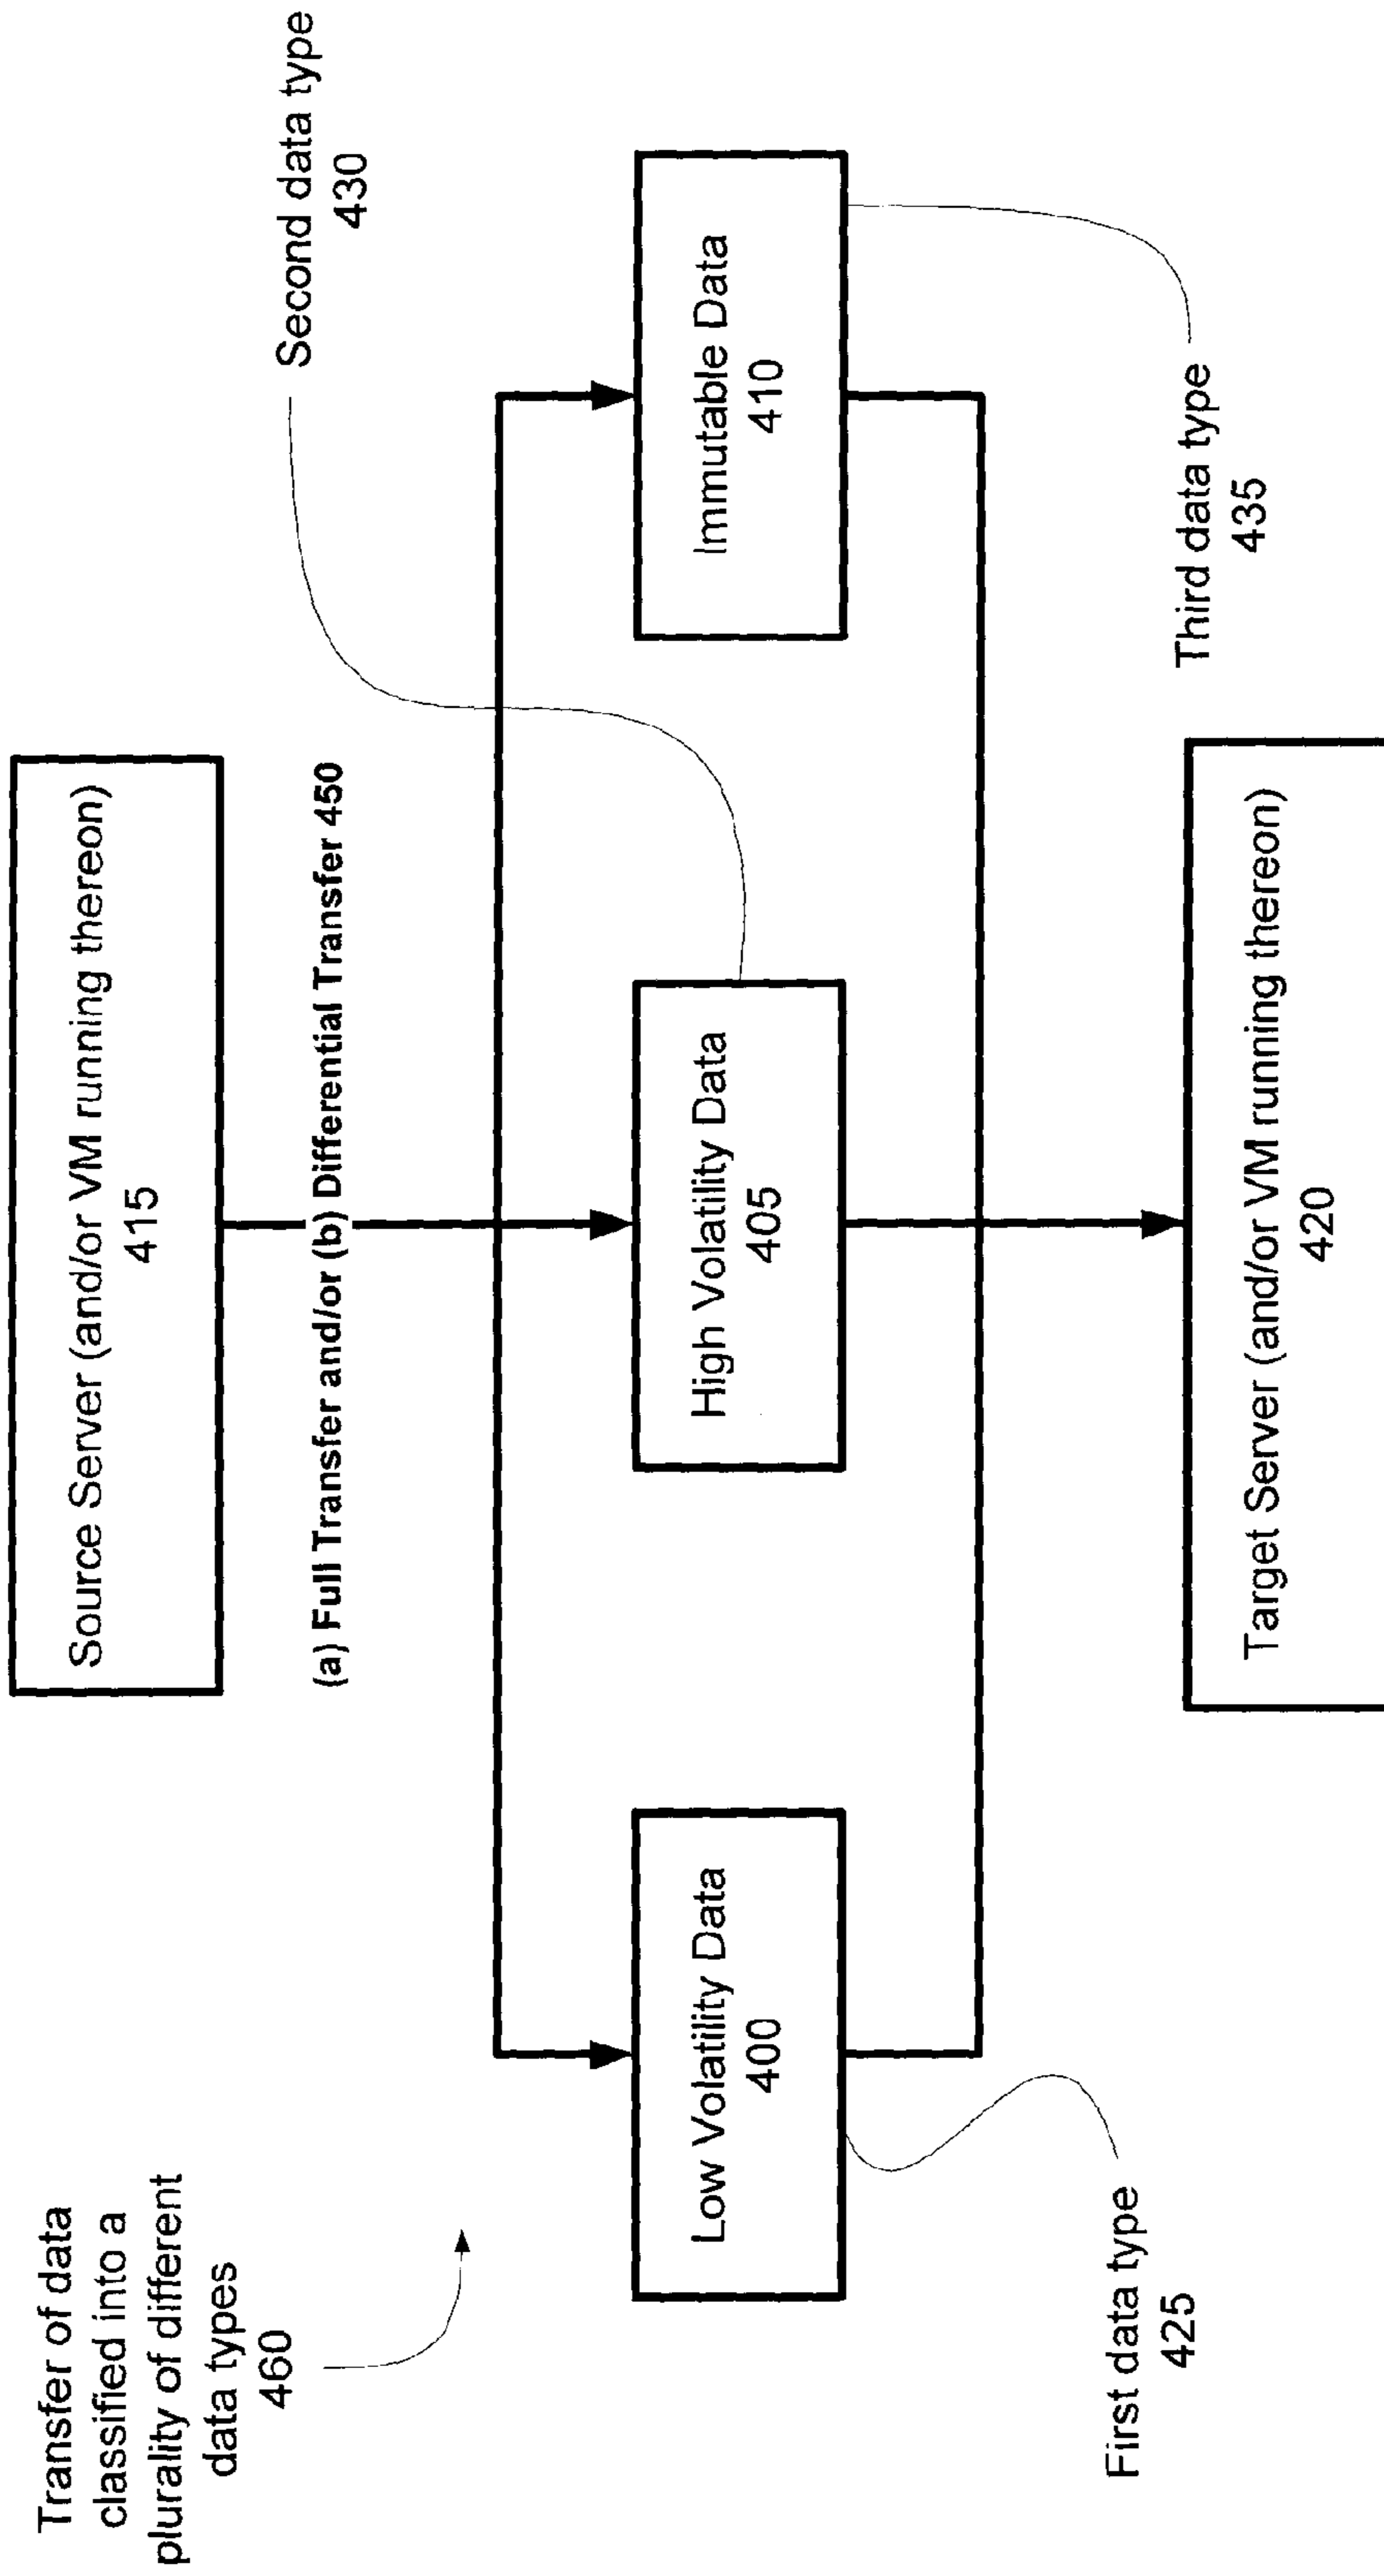 Transfer of data
classified into a
plurality of different
data types
460
Source Server (and/or VM running thereon)
415
(a) Full Transfer and/or (b) Differential Transfer 450
Second data type
430
Low Volatility Data
400
High Volatility Data
405
Immutable Data
410
First data type
425
Third data type
435
Target Server (and/or VM running thereon)
420